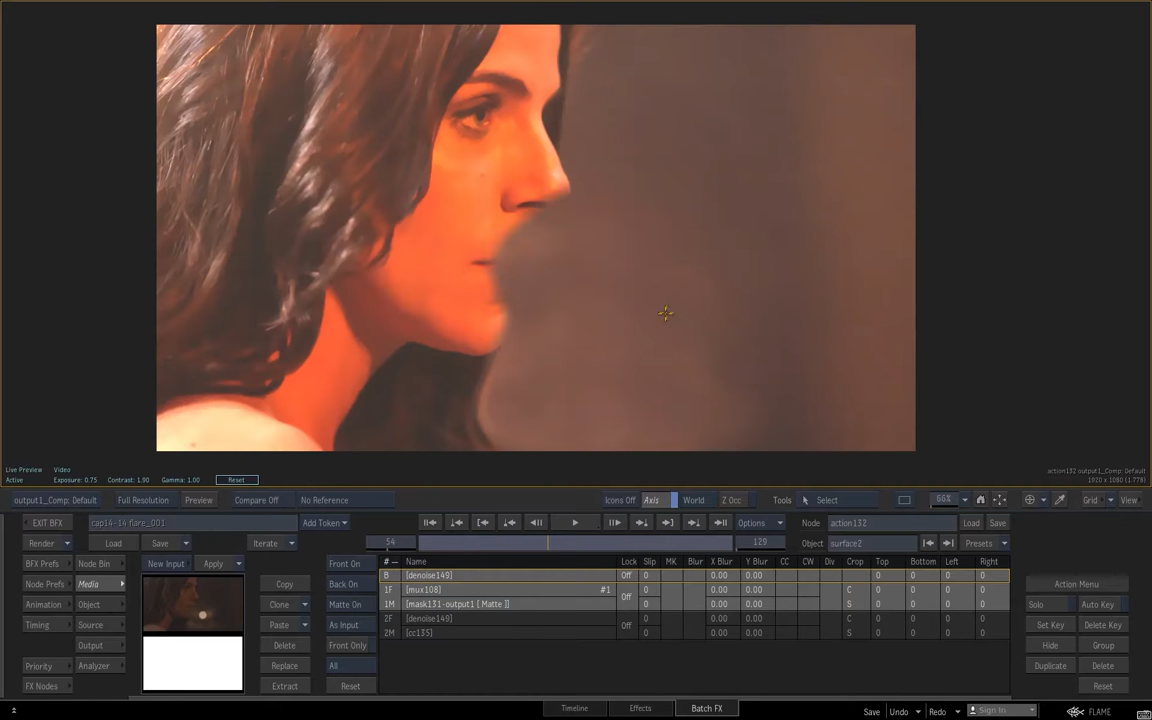 Live Preview Video
Active Exposure: 0.75 Contrast: 1.90 Gamma: 1.00 Reset
action132 output1_Comp: Default
1920 x 1080 (1.778)
output1_Comp: Default Full Resolution Preview Compare Off No Reference Icons Off Axis World Z Occ Tools Select 66% Grid View
EXIT BFX cap14-14 flare_001 Add Token Options Node action132 Load Save
Render Load Save Iterate 54 129 Object surface2 Presets
BFX Prefs Node Bin New Input Apply Front On # Name Lock Slip MK Blur X Blur Y Blur CC CW Div Crop Top Bottom Left Right
B [denoise149] Off 0 0 0.00 0.00 0 0 0 0
Node Prefs Media Copy Back On 1F [mux108] #1 Off 0 0 0.00 0.00 C 0 0 0 0 Action Menu
Animation Object Clone Matte On 1M [mask131-output1 [ Matte ]] 0 0 0.00 0.00 S 0 0 0 0 Solo Auto Key
Timing Source Paste As Input 2F [denoise149] Off 0 0 0.00 0.00 C 0 0 0 0 Set Key Delete Key
2M [cc135] 0 0 0.00 0.00 S 0 0 0 0
Output Delete Front Only Hide Group
Priority Analyzer Replace All Duplicate Delete
FX Nodes Extract Reset Reset
Timeline Effects Batch FX Save Undo Redo Sign In FLAME